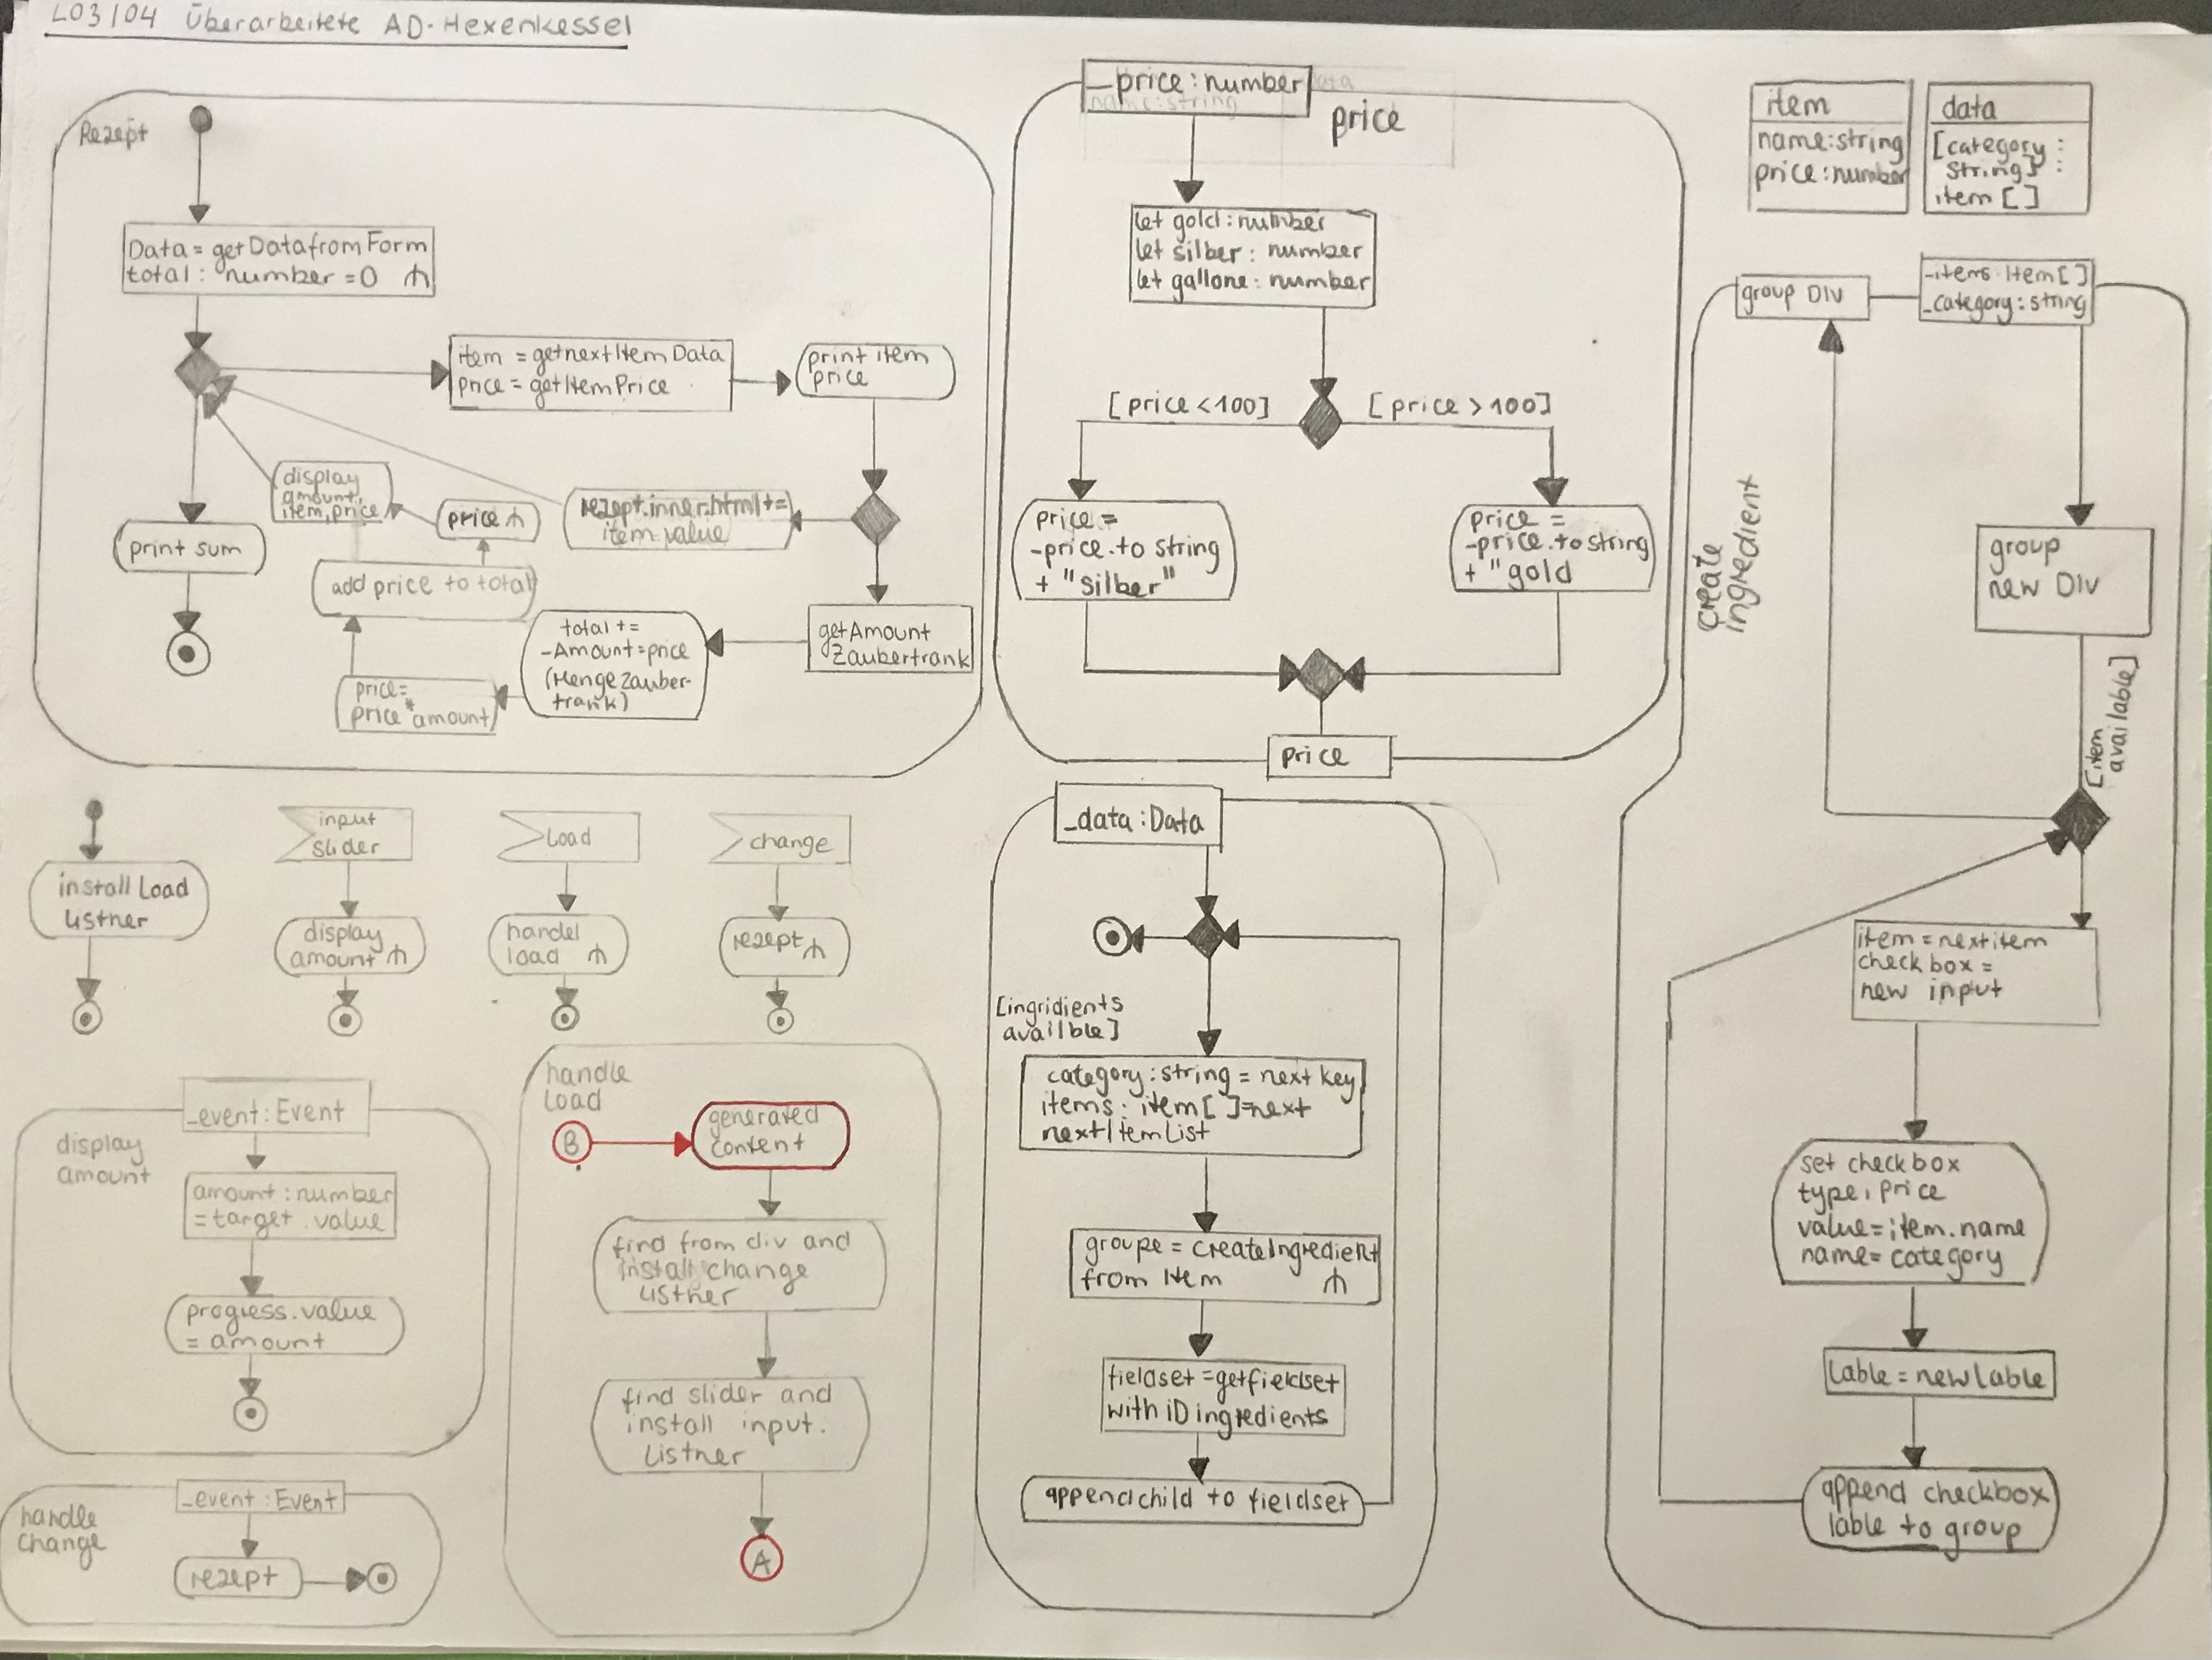 L03/04 Überarbeitete AD-Hexenkessel
Rezept
Data = getDatafromForm
total: number = 0
item = getnextItemData
price = getItemPrice
print item
price
display
amount,
item, price
price
rezept.inner.html +=
item.value
print sum
add price to total
total +=
-Amount=price
(Menge Zauber-
trank)
getAmount
Zaubertrank
price=
price * amount
_price: number
price
let gold: number
let silber: number
let gallone: number
[price < 100]
[price > 100]
price =
-price.to string
+ "silber"
price =
-price.to string
+ "gold
price
item
name:string
price:number
data
[category :
string] :
item []
group DIV
-items: Item[]
_category: string
create
ingredient
group
new DIV
[item
available]
item = nextitem
checkbox =
new input
set checkbox
type, price
value = item.name
name = category
lable = newlable
append checkbox
lable to group
install Load
listner
input
slider
display
amount
Load
handel
load
change
rezept
_event: Event
display
amount
amount: number
= target.value
progress.value
= amount
handle
change
_event: Event
rezept
handle
Load
B
generated
content
find from div and
install change
listner
find slider and
install input.
listner
A
_data: Data
[ingridients
availble]
category: string = next key
items: item[ ]=next
nextItemList
groupe = createIngredient
from Item
fieldset = getfieldset
with iD ingredients
appendchild to fieldset